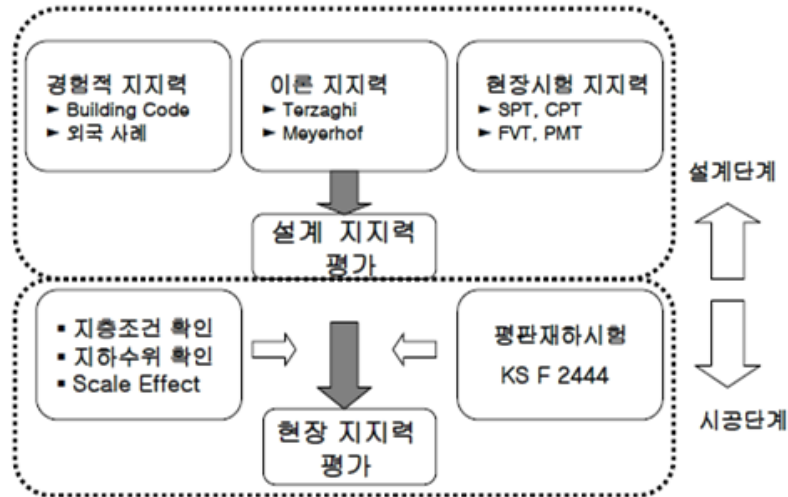 경험적 지지력
► Building Code
► 외국 사례
이론 지지력
► Terzaghi
► Meyerhof
현장시험 지지력
► SPT, CPT
► FVT, PMT
설계 지지력
평가
설계단계
▪ 지층조건 확인
▪ 지하수위 확인
▪ Scale Effect
평판재하시험
KS F 2444
현장 지지력
평가
시공단계